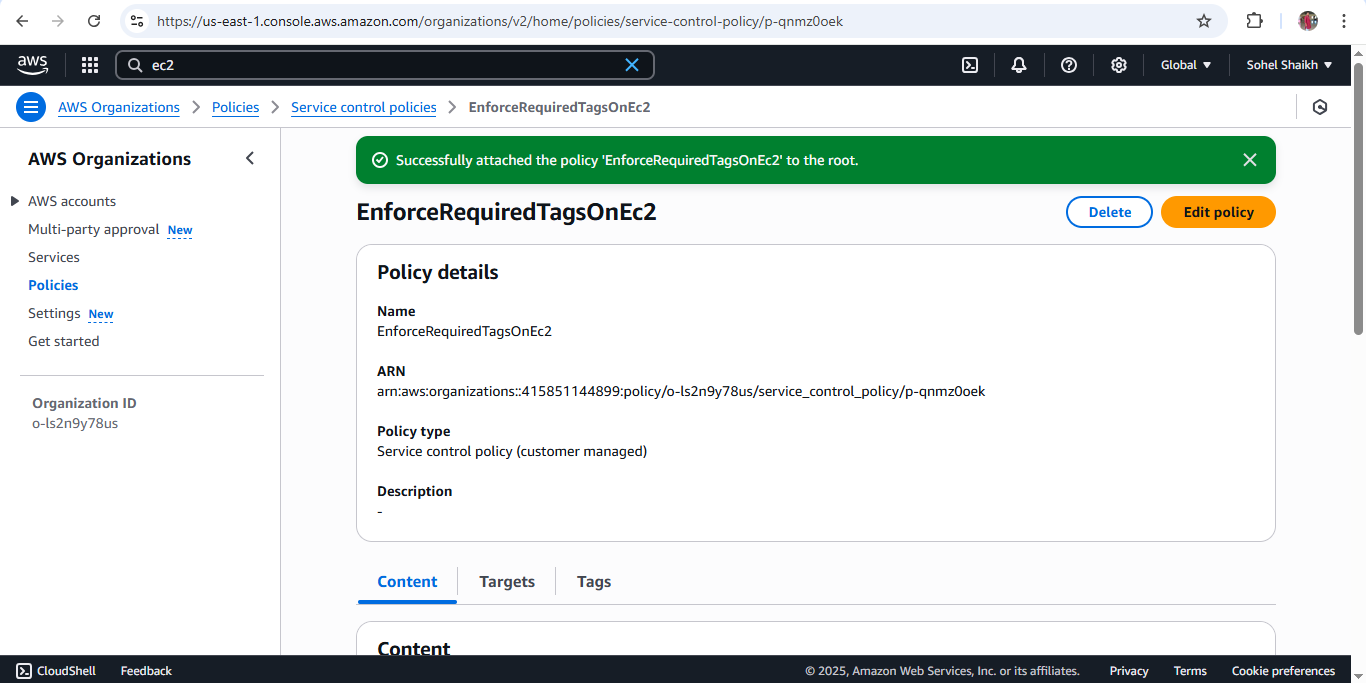 https://us-east-1.console.aws.amazon.com/organizations/v2/home/policies/service-control-policy/p-qnmz0oek
aws
ec2
Global
Sohel Shaikh
AWS Organizations
Policies
Service control policies
EnforceRequiredTagsOnEc2
AWS Organizations
AWS accounts
Multi-party approval New
Services
Policies
Settings New
Get started
Organization ID
o-ls2n9y78us
Successfully attached the policy 'EnforceRequiredTagsOnEc2' to the root.
EnforceRequiredTagsOnEc2
Delete
Edit policy
Policy details
Name
EnforceRequiredTagsOnEc2
ARN
arn:aws:organizations::415851144899:policy/o-ls2n9y78us/service_control_policy/p-qnmz0oek
Policy type
Service control policy (customer managed)
Description
-
Content
Targets
Tags
Content
CloudShell
Feedback
© 2025, Amazon Web Services, Inc. or its affiliates.
Privacy
Terms
Cookie preferences